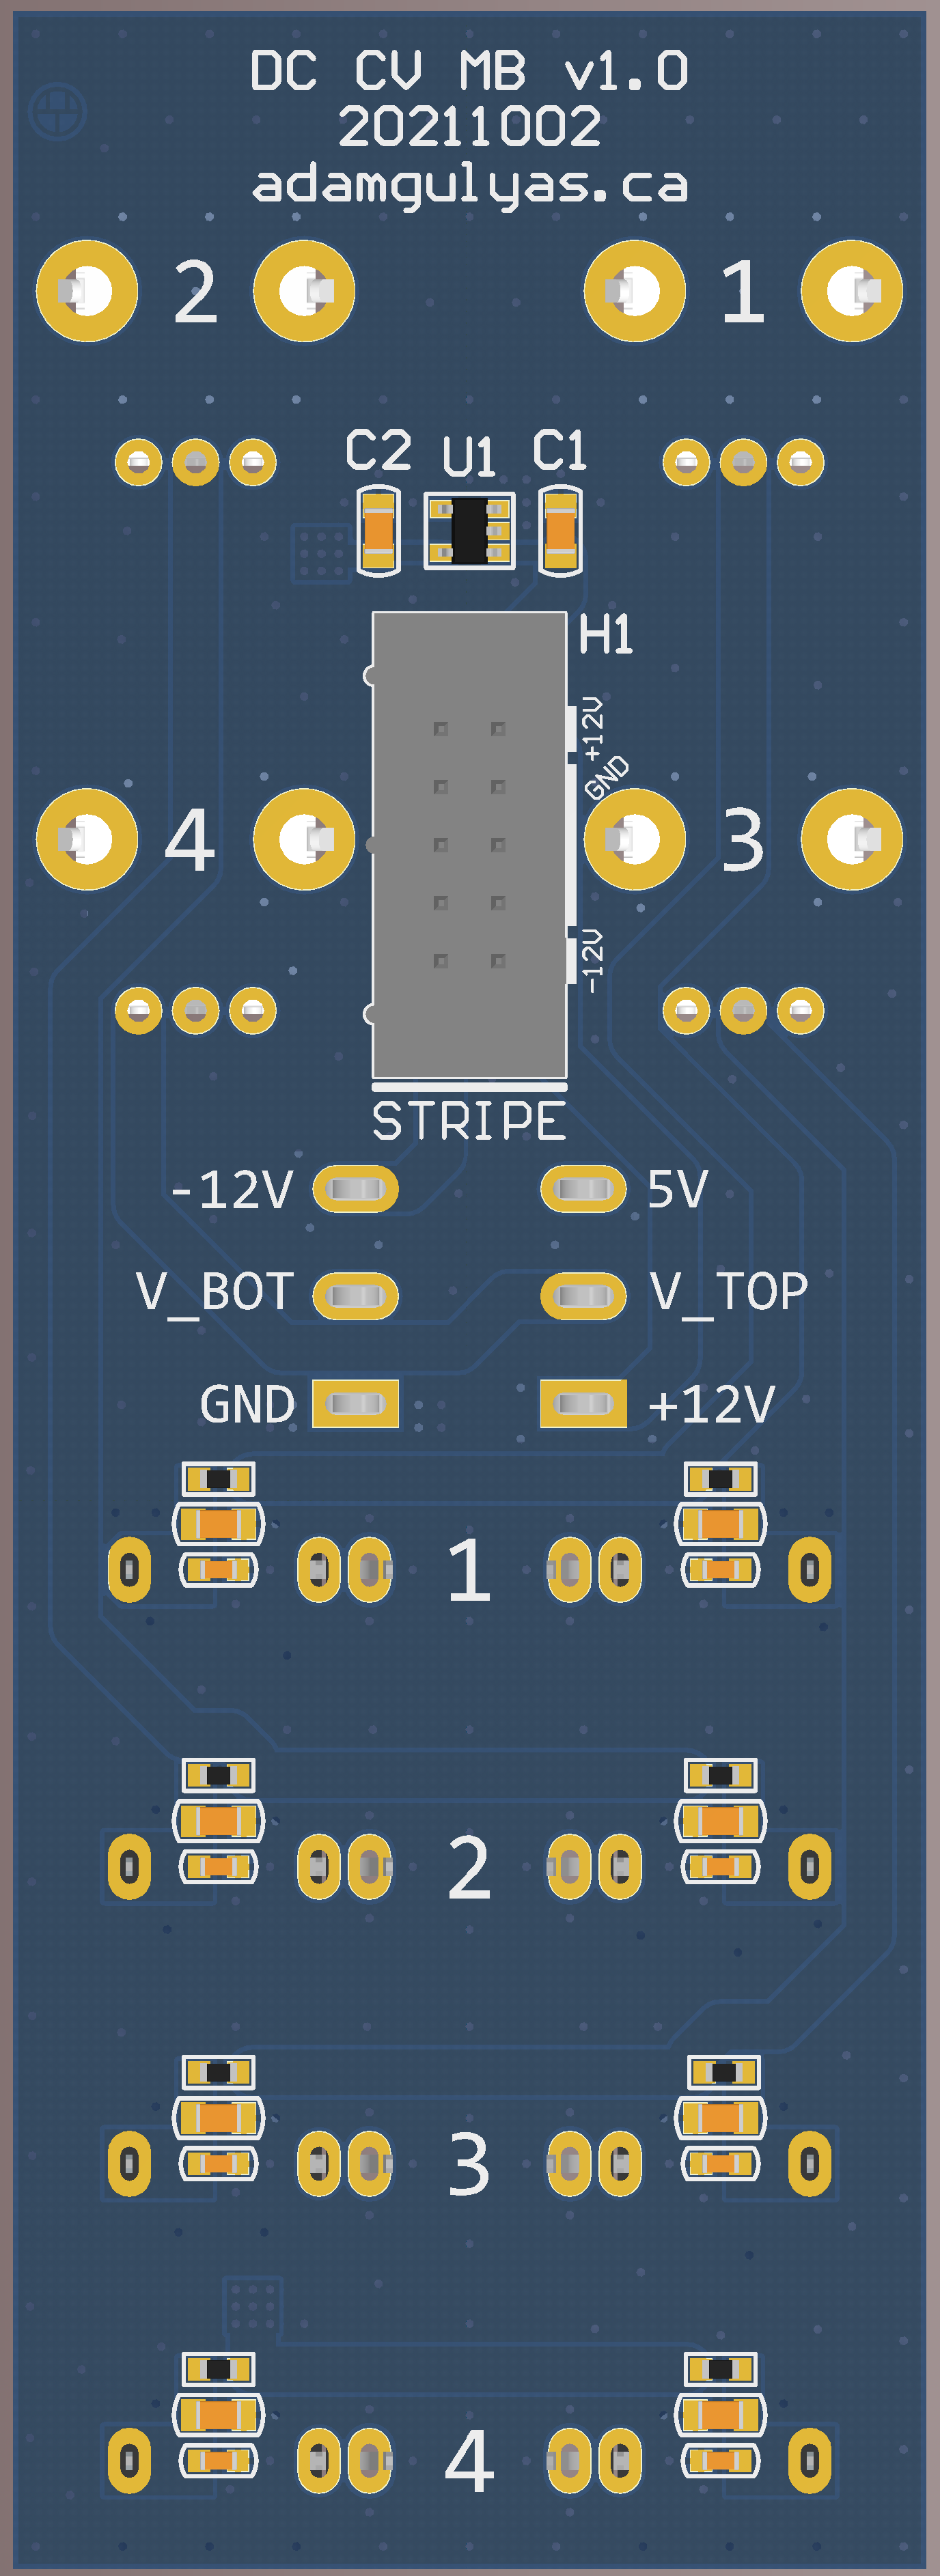 DC CV MB v1.0
20211002
adamgulyas.ca
2 1
C2 U1 C1
H1
+12V
GND
4 3
-12V
STRIPE
-12V 5V
V_BOT V_TOP
GND +12V
1
2
3
4